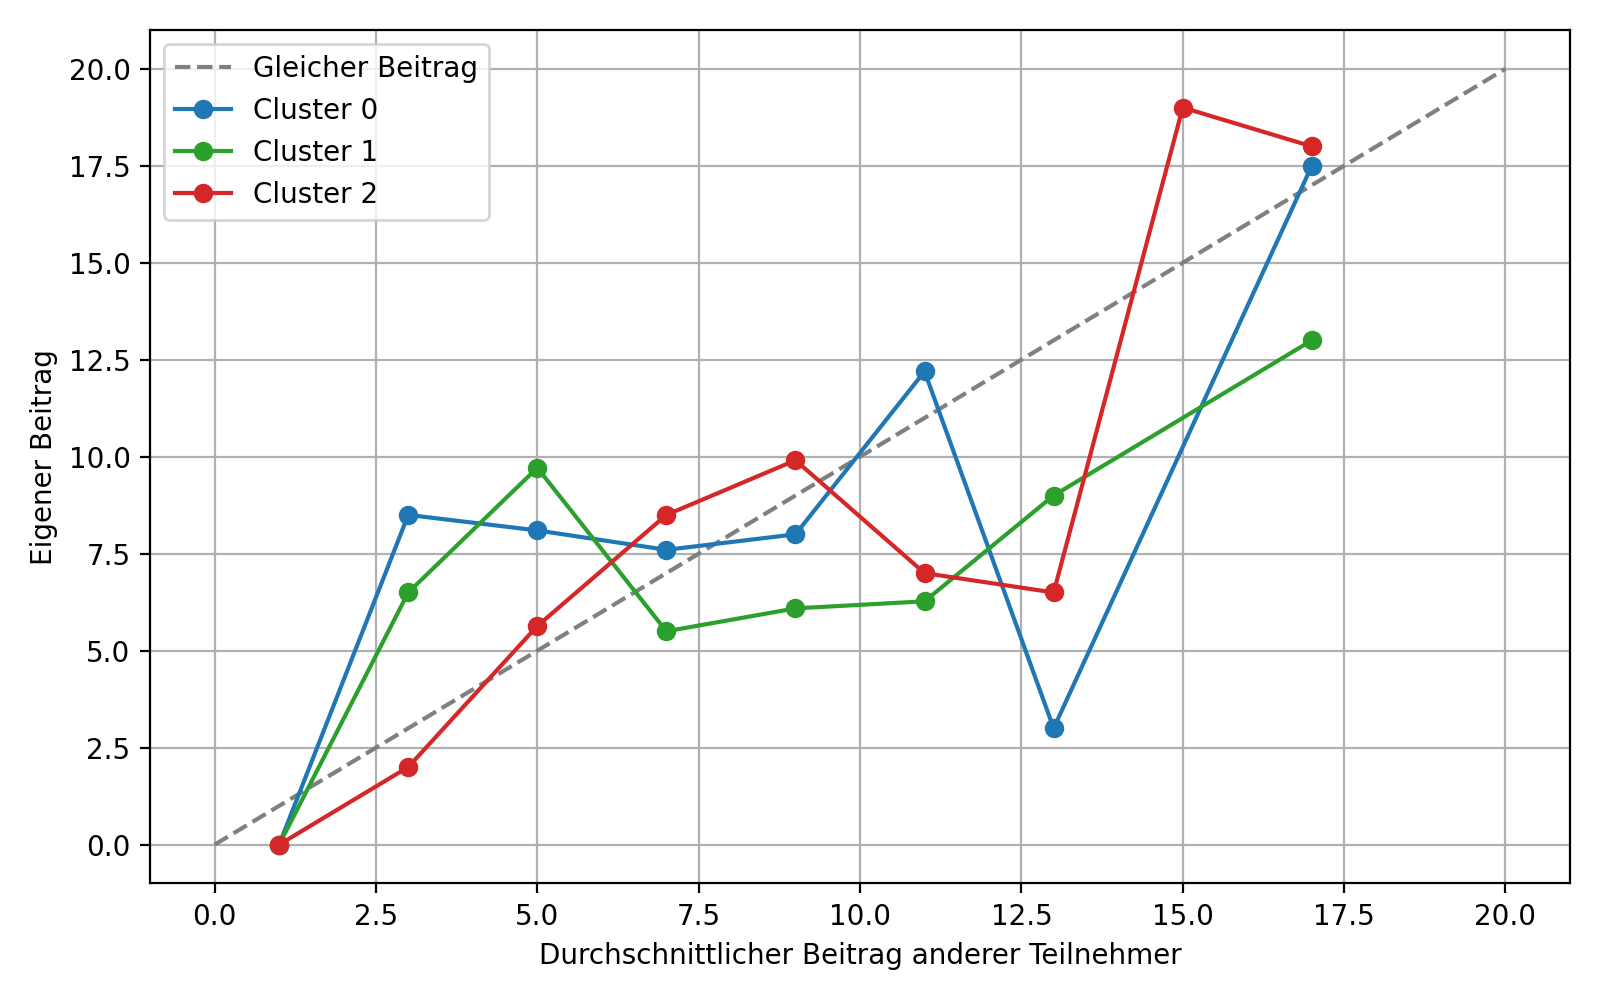 Gleicher Beitrag
Cluster 0
Cluster 1
Cluster 2
20.0
17.5
15.0
12.5
10.0
7.5
5.0
2.5
0.0
Eigener Beitrag
0.0 2.5 5.0 7.5 10.0 12.5 15.0 17.5 20.0
Durchschnittlicher Beitrag anderer Teilnehmer